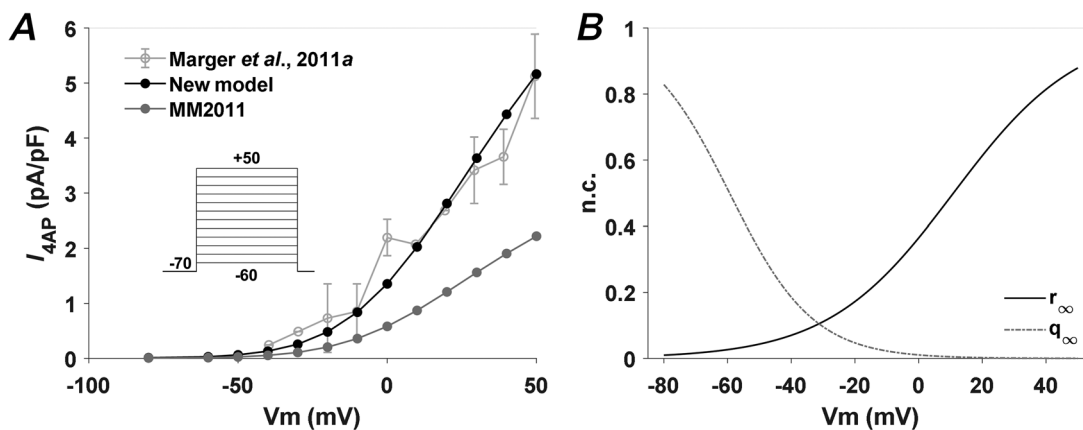 A
6
5
4
3
2
1
0
I4AP (pA/pF)
Marger et al., 2011a
New model
MM2011
+50
-70
-60
-100
-50
0
50
Vm (mV)
B
1
0.8
0.6
0.4
0.2
0
n.c.
r∞
q∞
-80
-60
-40
-20
0
20
40
Vm (mV)